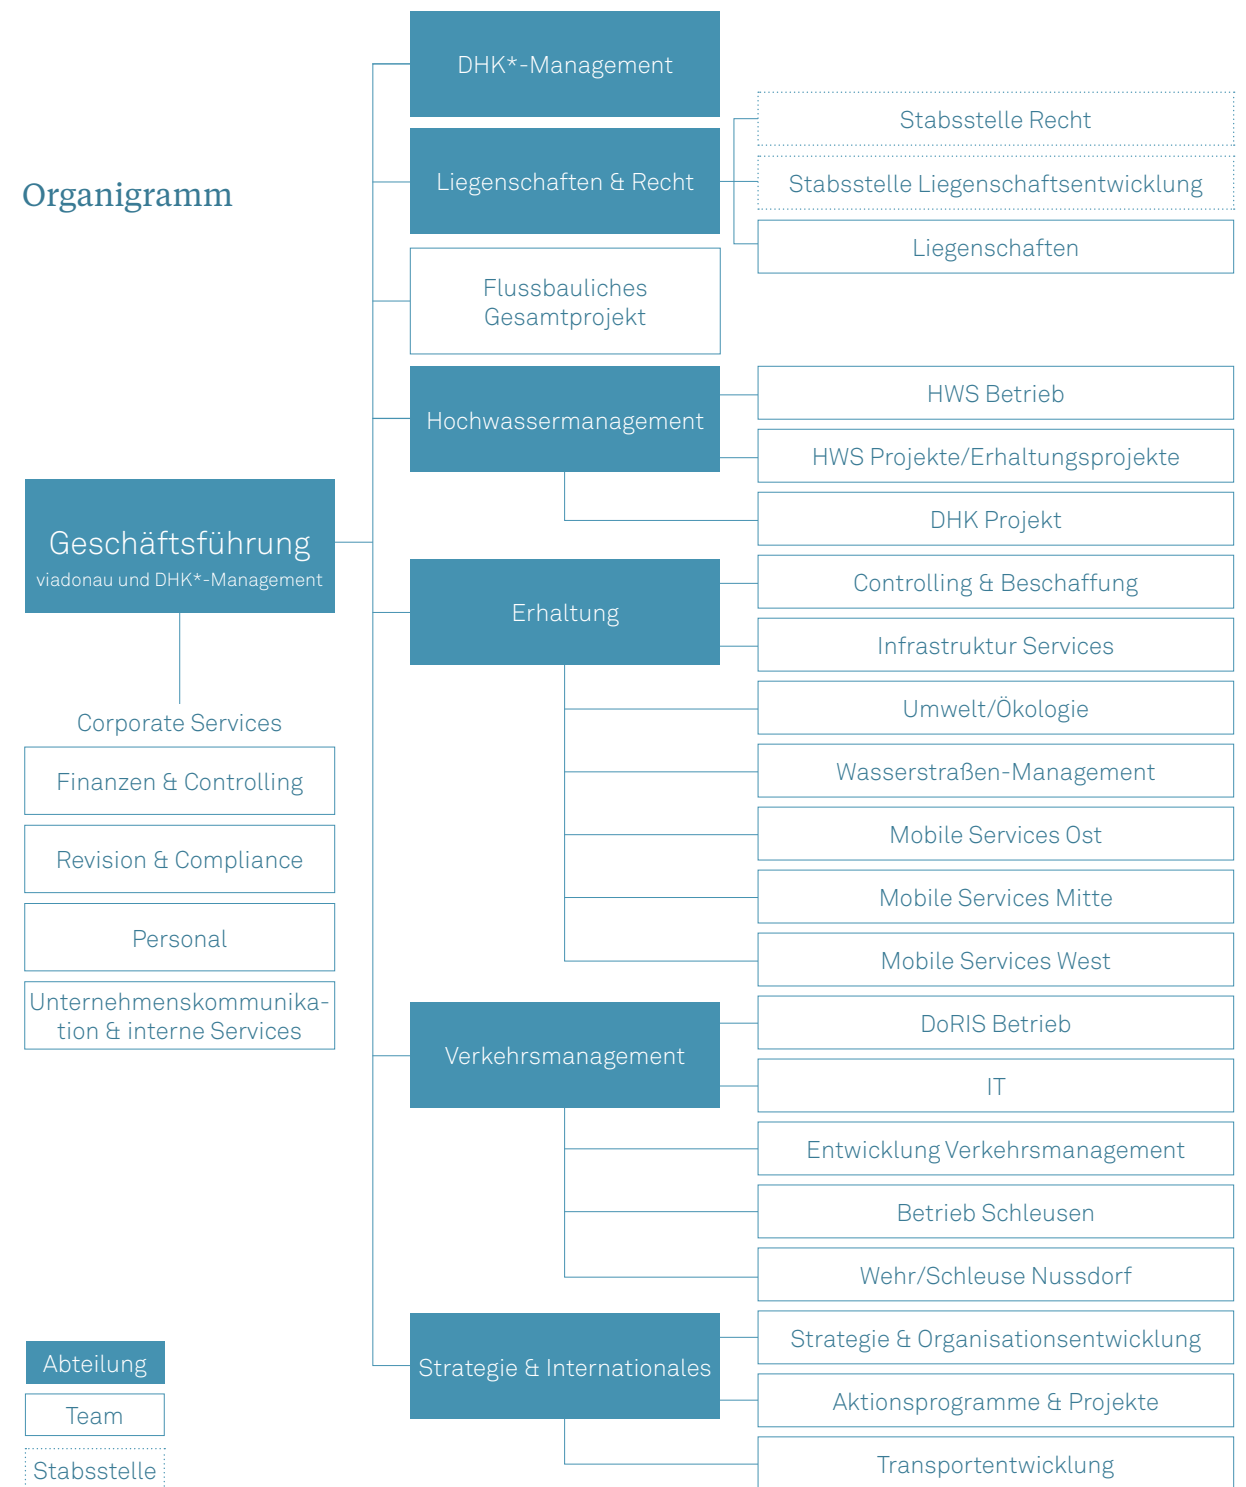 Organigramm
DHK*-Management
Liegenschaften & Recht
Stabsstelle Recht
Stabsstelle Liegenschaftsentwicklung
Liegenschaften
Flussbauliches
Gesamtprojekt
Hochwassermanagement
HWS Betrieb
HWS Projekte/Erhaltungsprojekte
DHK Projekt
Geschäftsführung
viadonau und DHK*-Management
Corporate Services
Finanzen & Controlling
Revision & Compliance
Personal
Unternehmenskommunika-
tion & interne Services
Erhaltung
Controlling & Beschaffung
Infrastruktur Services
Umwelt/Ökologie
Wasserstraßen-Management
Mobile Services Ost
Mobile Services Mitte
Mobile Services West
Verkehrsmanagement
DoRIS Betrieb
IT
Entwicklung Verkehrsmanagement
Betrieb Schleusen
Wehr/Schleuse Nussdorf
Strategie & Internationales
Strategie & Organisationsentwicklung
Aktionsprogramme & Projekte
Transportentwicklung
Abteilung
Team
Stabsstelle